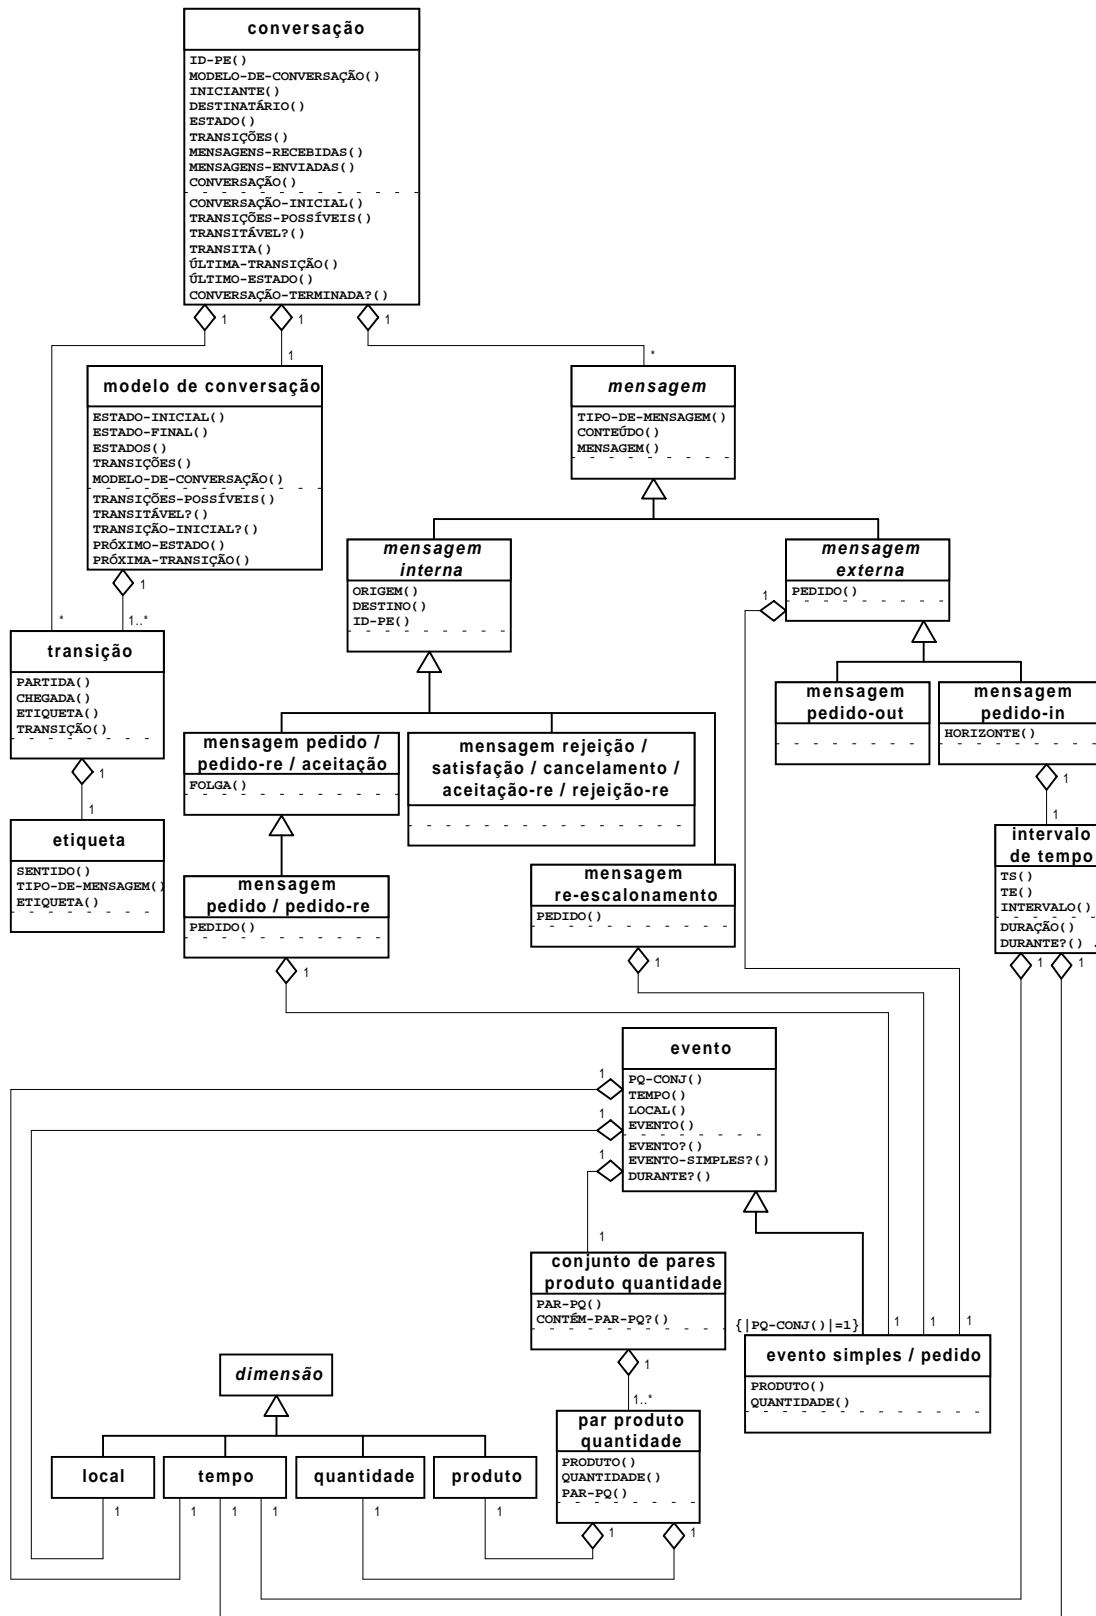 conversação
ID-PE()
MODELO-DE-CONVERSAÇÃO()
INICIANTE()
DESTINATÁRIO()
ESTADO()
TRANSIÇÕES()
MENSAGENS-RECEBIDAS()
MENSAGENS-ENVIADAS()
CONVERSAÇÃO()
CONVERSAÇÃO-INICIAL()
TRANSIÇÕES-POSSÍVEIS()
TRANSITÁVEL?()
TRANSITA()
ÚLTIMA-TRANSIÇÃO()
ÚLTIMO-ESTADO()
CONVERSAÇÃO-TERMINADA?()
1
1
1
1
*
modelo de conversação
ESTADO-INICIAL()
ESTADO-FINAL()
ESTADOS()
TRANSIÇÕES()
MODELO-DE-CONVERSAÇÃO()
TRANSIÇÕES-POSSÍVEIS()
TRANSITÁVEL?()
TRANSIÇÃO-INICIAL?()
PRÓXIMO-ESTADO()
PRÓXIMA-TRANSIÇÃO()
mensagem
TIPO-DE-MENSAGEM()
CONTEÚDO()
MENSAGEM()
mensagem
interna
ORIGEM()
DESTINO()
ID-PE()
mensagem
externa
PEDIDO()
1
1
*
1..*
transição
PARTIDA()
CHEGADA()
ETIQUETA()
TRANSIÇÃO()
1
1
etiqueta
SENTIDO()
TIPO-DE-MENSAGEM()
ETIQUETA()
mensagem pedido /
pedido-re / aceitação
FOLGA()
mensagem rejeição /
satisfação / cancelamento /
aceitação-re / rejeição-re
mensagem
pedido-out
mensagem
pedido-in
HORIZONTE()
1
1
mensagem
pedido / pedido-re
PEDIDO()
1
mensagem
re-escalonamento
PEDIDO()
1
intervalo
de tempo
TS()
TE()
INTERVALO()
DURAÇÃO()
DURANTE?() .
1
1
evento
PQ-CONJ()
TEMPO()
LOCAL()
EVENTO()
EVENTO?()
EVENTO-SIMPLES?()
DURANTE?()
1
1
1
1
conjunto de pares
produto quantidade
PAR-PQ()
CONTÉM-PAR-PQ?()
1
1..*
{|PQ-CONJ()|=1}
1
1
1
evento simples / pedido
PRODUTO()
QUANTIDADE()
dimensão
par produto
quantidade
PRODUTO()
QUANTIDADE()
PAR-PQ()
1
1
local
tempo
quantidade
produto
1
1
1
1
1
1